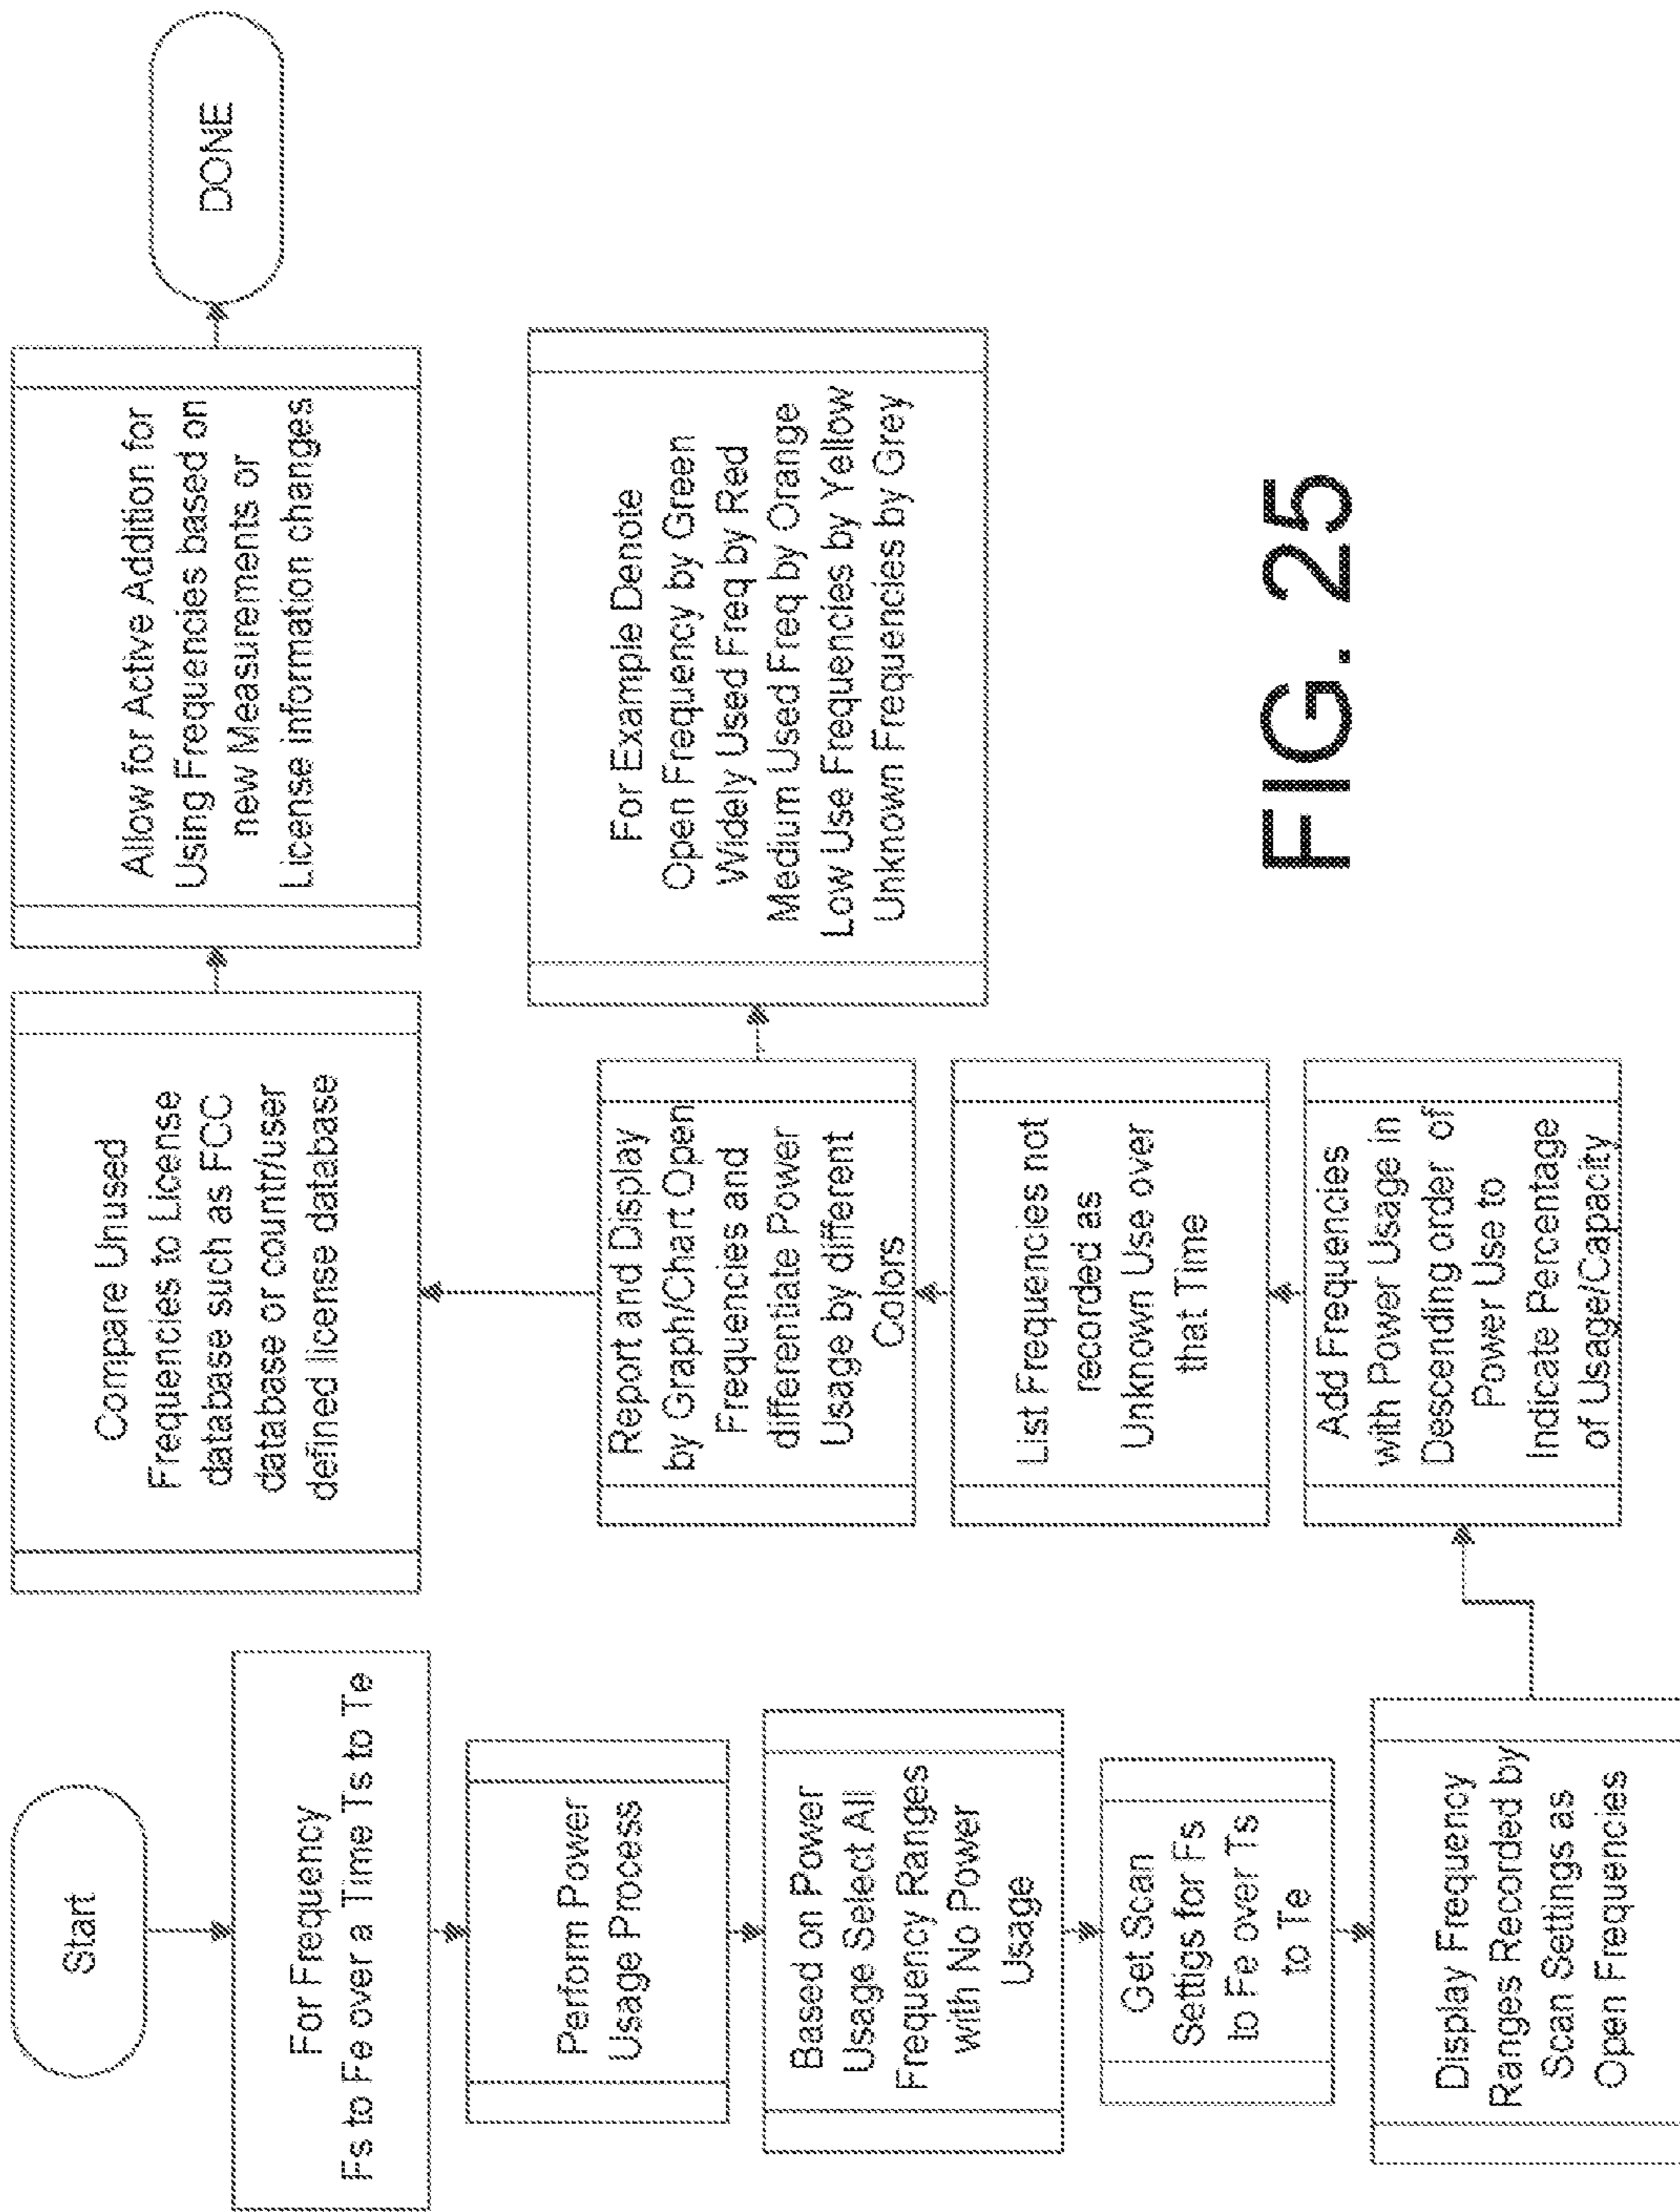 Start
For Frequency
Fs to Fe over a Time Ts to Te
Perform Power
Usage Process
Based on Power
Usage Select All
Frequency Ranges
with No Power
Usage
Get Scan
Settigs for Fs
to Fe over Ts
to Te
Display Frequency
Ranges Recorded by
Scan Settings as
Open Frequencies
Add Frequencies
with Power Usage in
Descending order of
Power Use to
Indicate Percentage
of Usage/Capacity
List Frequencies not
recorded as
Unknown Use over
that Time
Report and Display
by Graph/Chart Open
Frequencies and
differentiate Power
Usage by different
Colors
For Example Denote
Open Frequency by Green
Widely Used Freq by Red
Medium Used Freq by Orange
Low Use Frequencies by Yellow
Unknown Frequencies by Grey
Compare Unused
Frequencies to License
database such as FCC
database or countr/user
defined license database
Allow for Active Addition for
Using Frequencies based on
new Measurements or
License information changes
DONE
FIG. 25